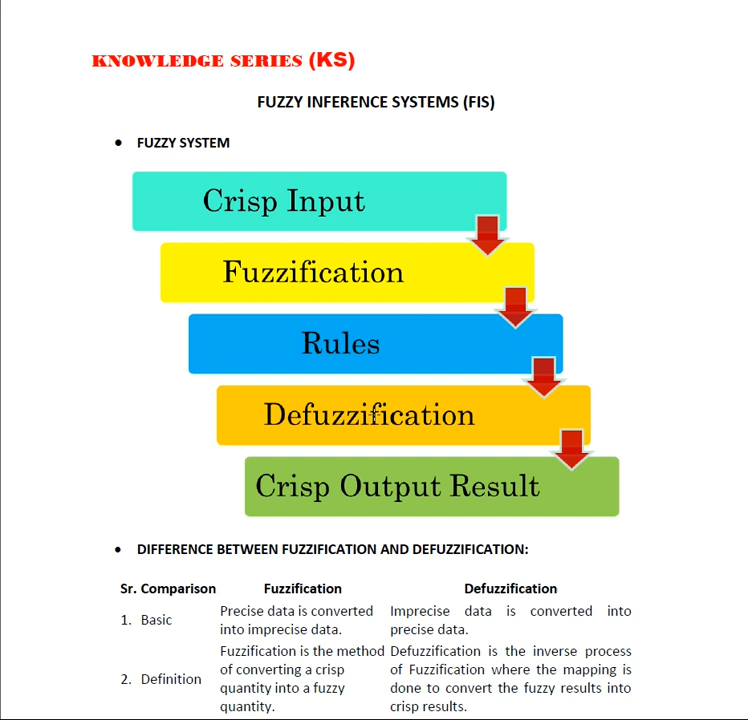 KNOWLEDGE SERIES (KS)
FUZZY INFERENCE SYSTEMS (FIS)
• FUZZY SYSTEM
Crisp Input
Fuzzification
Rules
Defuzzification
Crisp Output Result
• DIFFERENCE BETWEEN FUZZIFICATION AND DEFUZZIFICATION:
Sr. Comparison Fuzzification Defuzzification
1. Basic
Precise data is converted
into imprecise data.
Imprecise data is converted into
precise data.
2. Definition
Fuzzification is the method
of converting a crisp
quantity into a fuzzy
quantity.
Defuzzification is the inverse process
of Fuzzification where the mapping is
done to convert the fuzzy results into
crisp results.